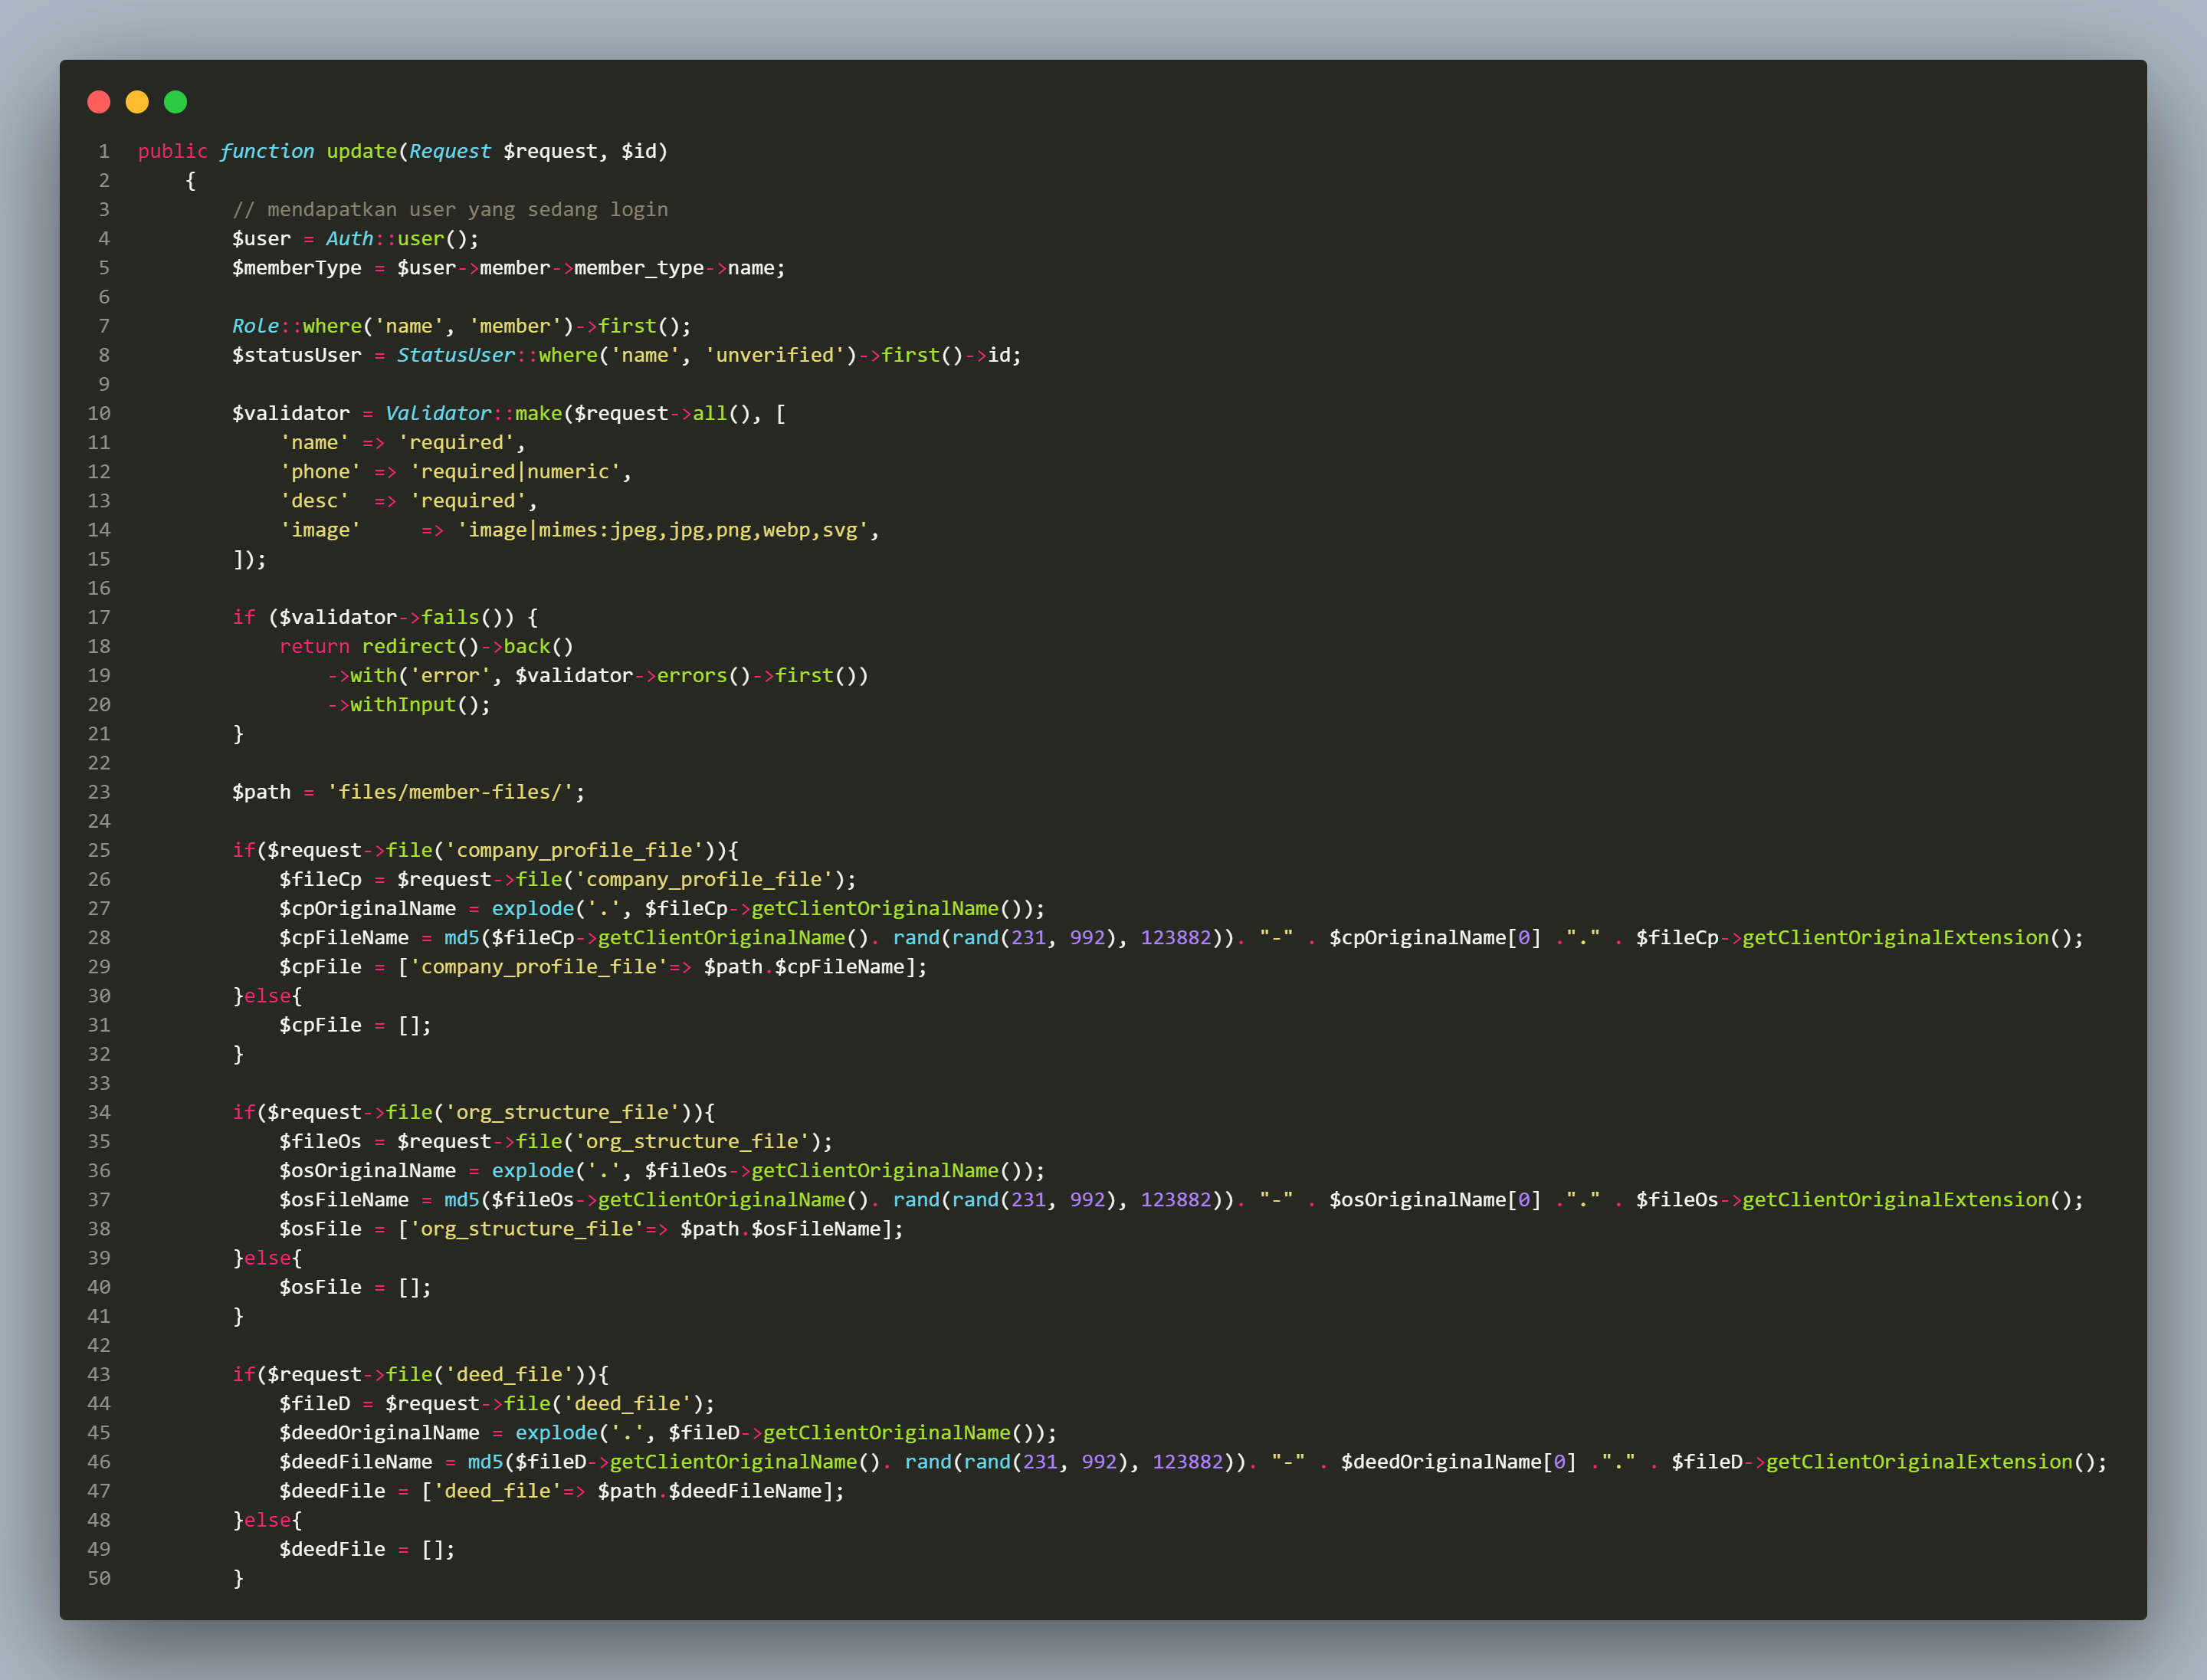 1 public function update(Request $request, $id)
2     {
3         // mendapatkan user yang sedang login
4         $user = Auth::user();
5         $memberType = $user->member->member_type->name;
6
7         Role::where('name', 'member')->first();
8         $statusUser = StatusUser::where('name', 'unverified')->first()->id;
9
10         $validator = Validator::make($request->all(), [
11             'name' => 'required',
12             'phone' => 'required|numeric',
13             'desc'  => 'required',
14             'image'     => 'image|mimes:jpeg,jpg,png,webp,svg',
15         ]);
16
17         if ($validator->fails()) {
18             return redirect()->back()
19                 ->with('error', $validator->errors()->first())
20                 ->withInput();
21         }
22
23         $path = 'files/member-files/';
24
25         if($request->file('company_profile_file')){
26             $fileCp = $request->file('company_profile_file');
27             $cpOriginalName = explode('.', $fileCp->getClientOriginalName());
28             $cpFileName = md5($fileCp->getClientOriginalName(). rand(rand(231, 992), 123882)). "-" . $cpOriginalName[0] ."." . $fileCp->getClientOriginalExtension();
29             $cpFile = ['company_profile_file'=> $path.$cpFileName];
30         }else{
31             $cpFile = [];
32         }
33
34         if($request->file('org_structure_file')){
35             $fileOs = $request->file('org_structure_file');
36             $osOriginalName = explode('.', $fileOs->getClientOriginalName());
37             $osFileName = md5($fileOs->getClientOriginalName(). rand(rand(231, 992), 123882)). "-" . $osOriginalName[0] ."." . $fileOs->getClientOriginalExtension();
38             $osFile = ['org_structure_file'=> $path.$osFileName];
39         }else{
40             $osFile = [];
41         }
42
43         if($request->file('deed_file')){
44             $fileD = $request->file('deed_file');
45             $deedOriginalName = explode('.', $fileD->getClientOriginalName());
46             $deedFileName = md5($fileD->getClientOriginalName(). rand(rand(231, 992), 123882)). "-" . $deedOriginalName[0] ."." . $fileD->getClientOriginalExtension();
47             $deedFile = ['deed_file'=> $path.$deedFileName];
48         }else{
49             $deedFile = [];
50         }